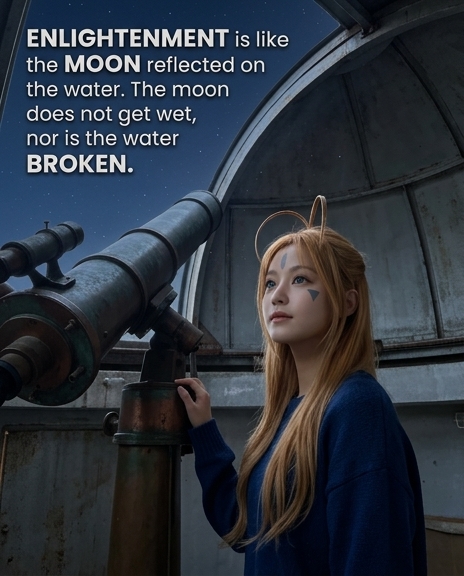 ENLIGHTENMENT is like
the MOON reflected on
the water. The moon
does not get wet,
nor is the water
BROKEN.